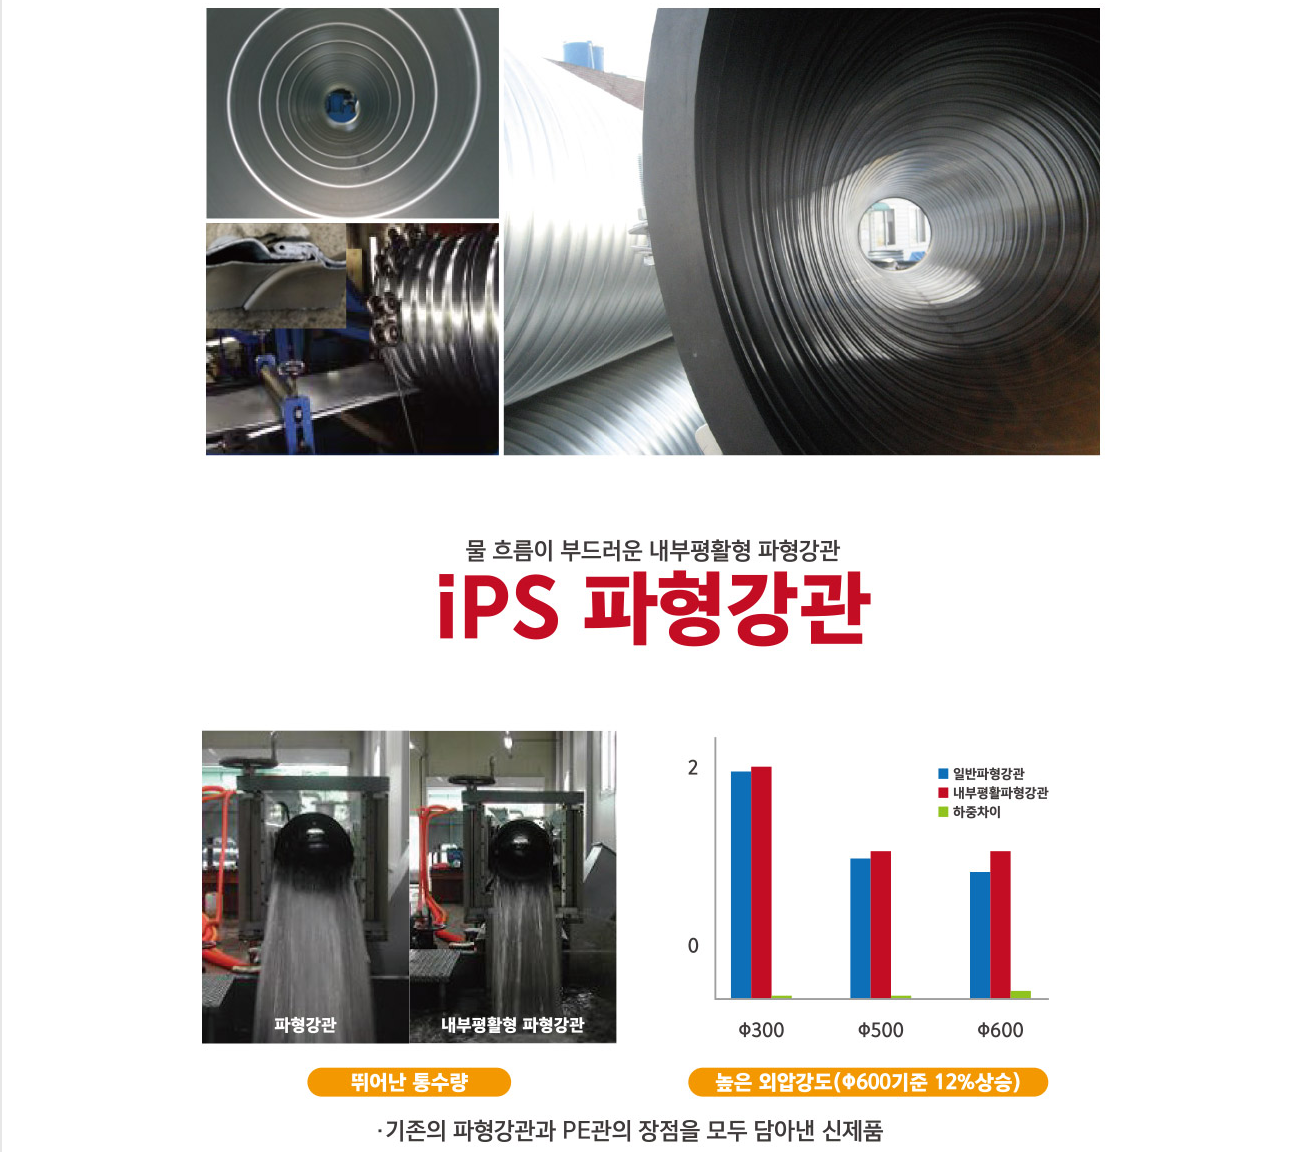 물 흐름이 부드러운 내부평활형 파형강관
iPS 파형강관
파형강관
내부평활형 파형강관
2
0
일반파형강관
내부평활파형강관
하중차이
Φ300
Φ500
Φ600
뛰어난 통수량
높은 외압강도(Φ600기준 12%상승)
·기존의 파형강관과 PE관의 장점을 모두 담아낸 신제품